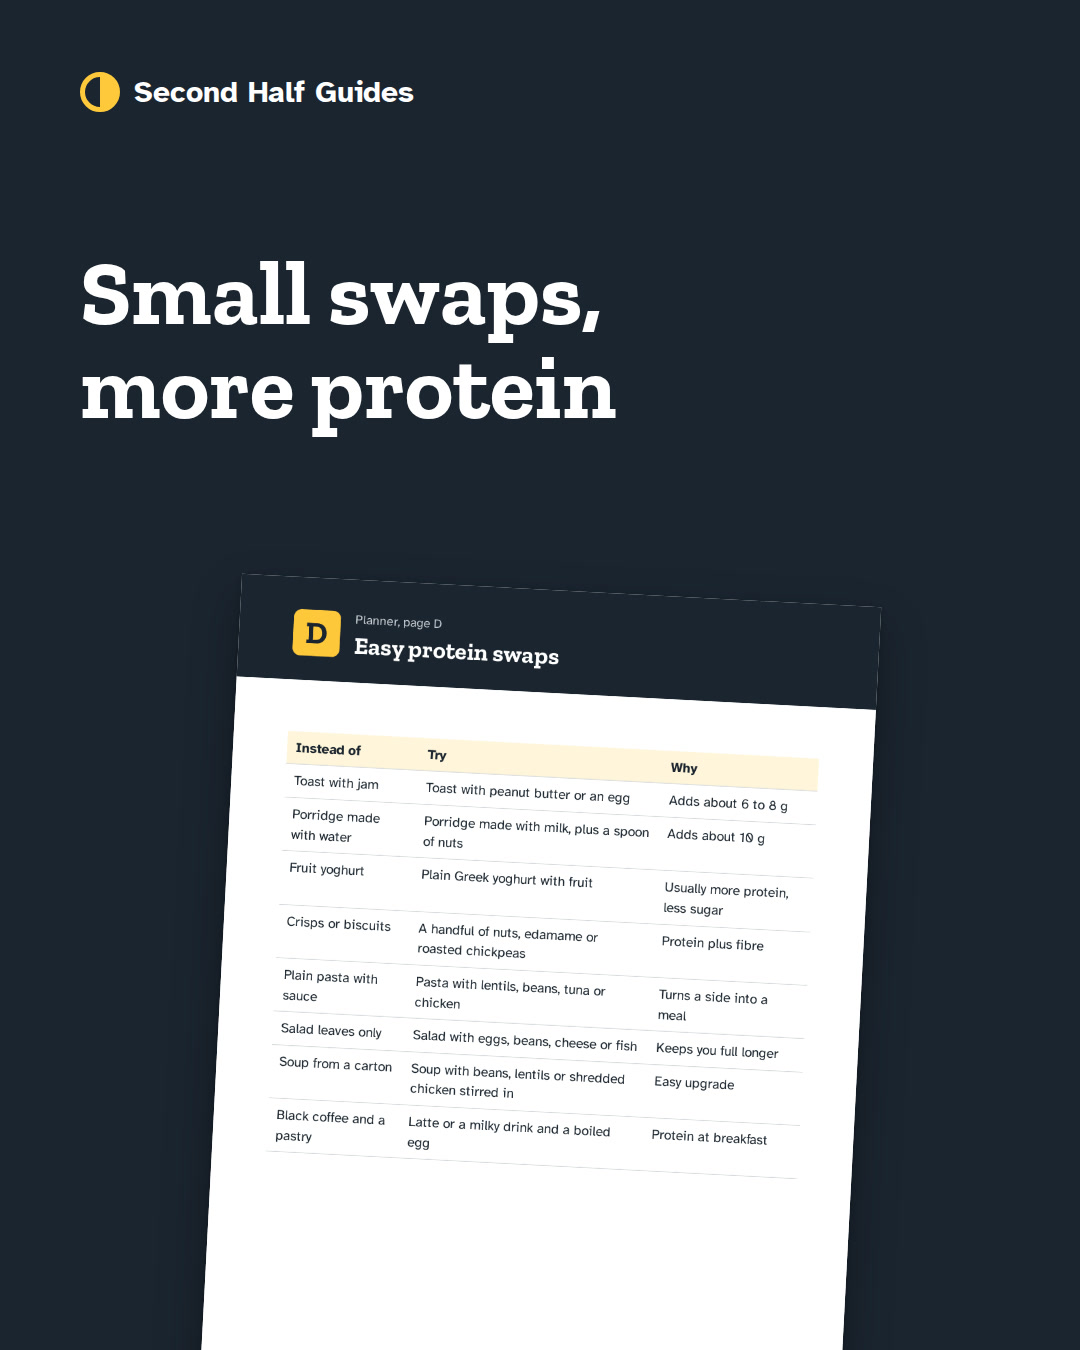 Second Half Guides
Small swaps,
more protein
D
Planner, page D
Easy protein swaps
Instead of Try Why
Toast with jam Toast with peanut butter or an egg Adds about 6 to 8 g
Porridge made Porridge made with milk, plus a spoon Adds about 10 g
with water of nuts
Fruit yoghurt Plain Greek yoghurt with fruit Usually more protein,
less sugar
Crisps or biscuits A handful of nuts, edamame or Protein plus fibre
roasted chickpeas
Plain pasta with Pasta with lentils, beans, tuna or Turns a side into a
sauce chicken meal
Salad leaves only Salad with eggs, beans, cheese or fish Keeps you full longer
Soup from a carton Soup with beans, lentils or shredded Easy upgrade
chicken stirred in
Black coffee and a Latte or a milky drink and a boiled Protein at breakfast
pastry egg